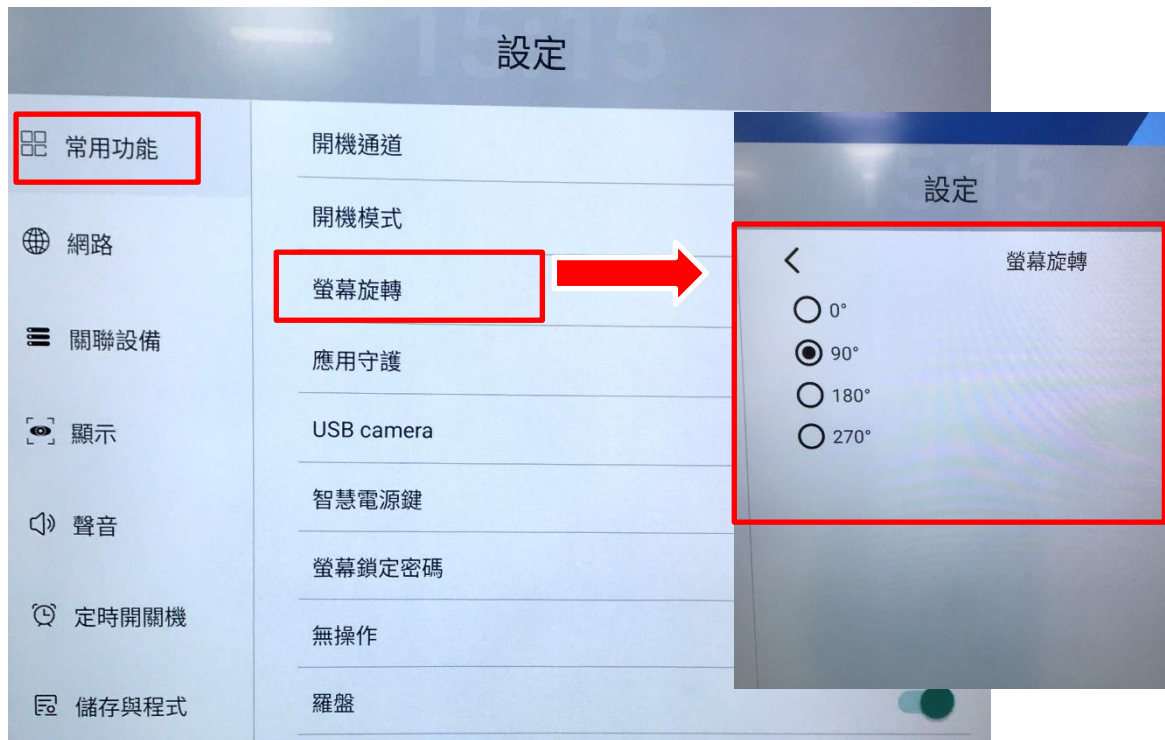 設定
常用功能
網路
關聯設備
顯示
聲音
定時開關機
儲存與程式
開機通道
開機模式
螢幕旋轉
應用守護
USB camera
智慧電源鍵
螢幕鎖定密碼
無操作
羅盤
15:15
設定
螢幕旋轉
0°
90°
180°
270°